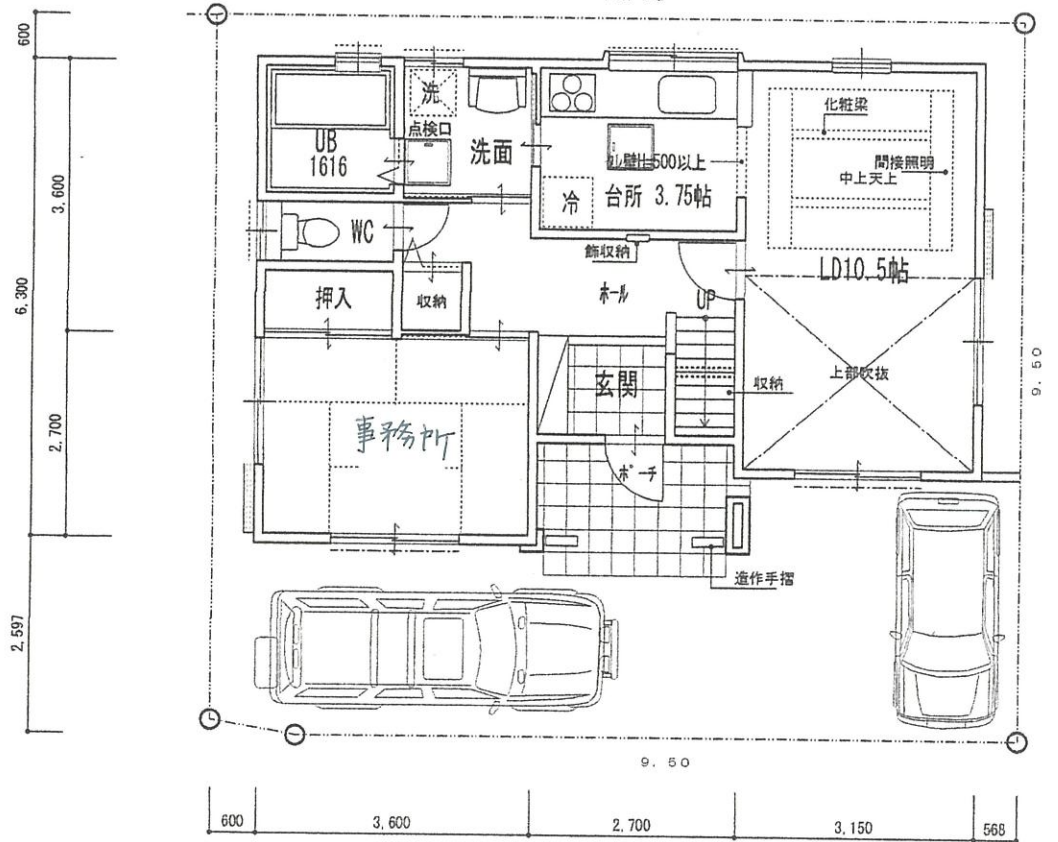 600
3,600
6,300
2,700
2,597
洗
点検口
洗面
UB
1616
WC
押入
収納
冷
台所 3.75帖
飾収納
ホール
UP
化粧梁
間接照明
中上天上
LD10.5帖
上部吹抜
収納
玄関
ポーチ
事務所
造作手摺
9.50
9.50
600
3,600
2,700
3,150
568